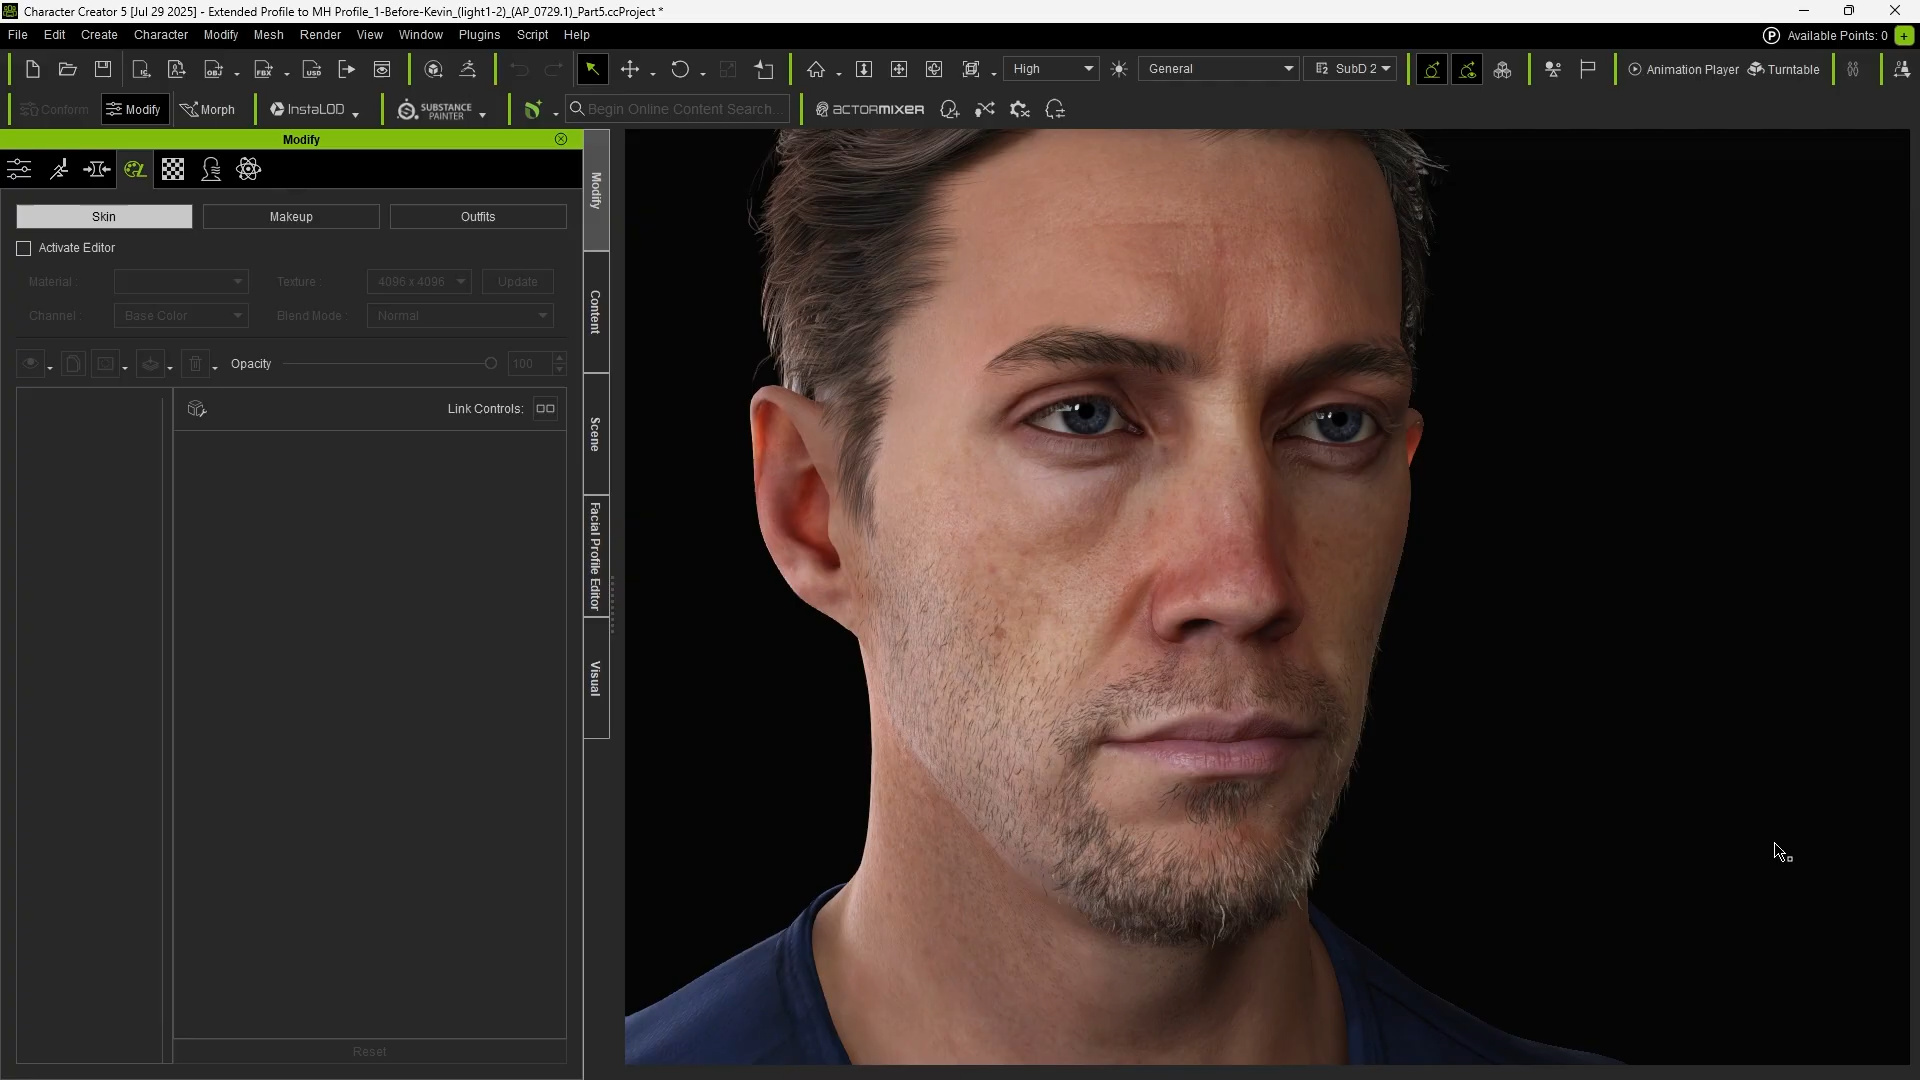 Character Creator 5 [Jul 29 2025] - Extended Profile to MH Profile_1-Before-Kevin_(light1-2)_(AP_0729.1)_Part5.ccProject *
File Edit Create Character Modify Mesh Render View Window Plugins Script Help
Available Points: 0
High General SubD 2 Animation Player Turntable
Conform Modify Morph InstaLOD SUBSTANCE PAINTER Begin Online Content Search... ACTORMIXER
Modify
Skin Makeup Outfits
Activate Editor
Material : Texture : 4096 x 4096 Update
Channel : Base Color Blend Mode : Normal
Opacity 100
Link Controls:
Reset
Modify
Content
Scene
Facial Profile Editor
Visual